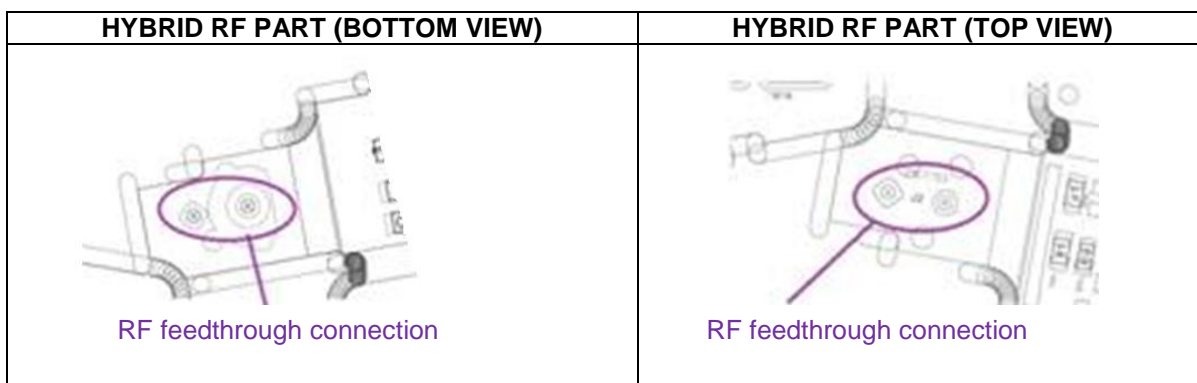 HYBRID RF PART (BOTTOM VIEW)
HYBRID RF PART (TOP VIEW)
RF feedthrough connection
RF feedthrough connection